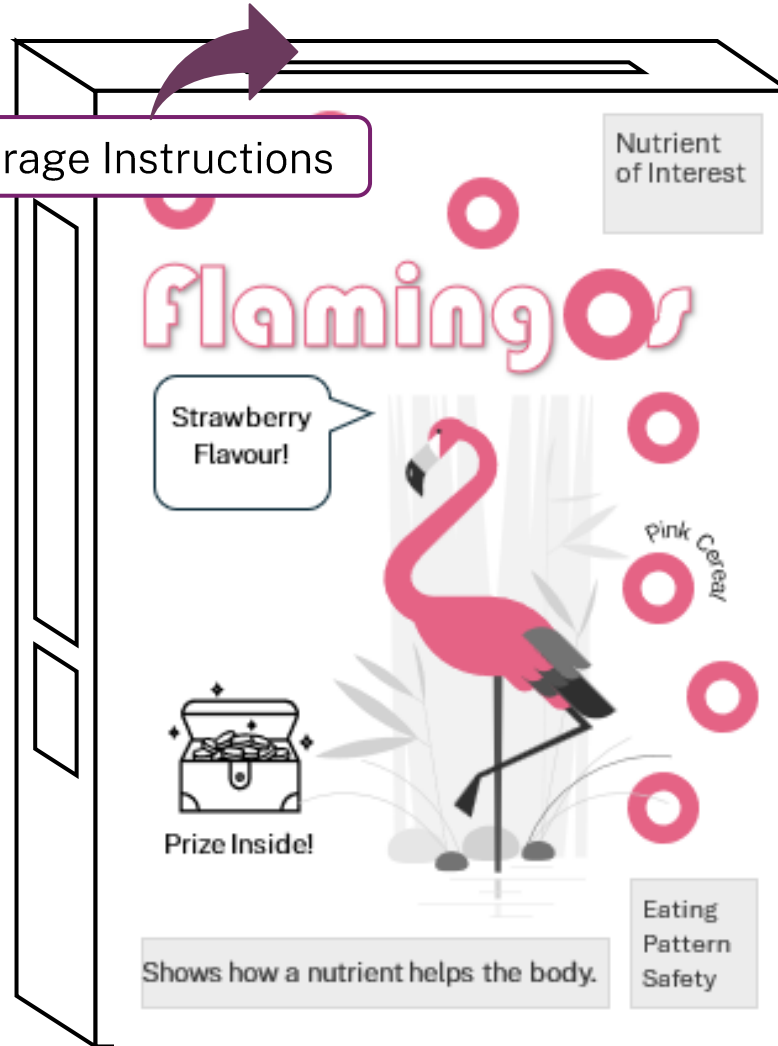 rage Instructions
Nutrient
of Interest
FlamingOs
Strawberry
Flavour!
Pink Cereal
Prize Inside!
Eating
Pattern
Safety
Shows how a nutrient helps the body.